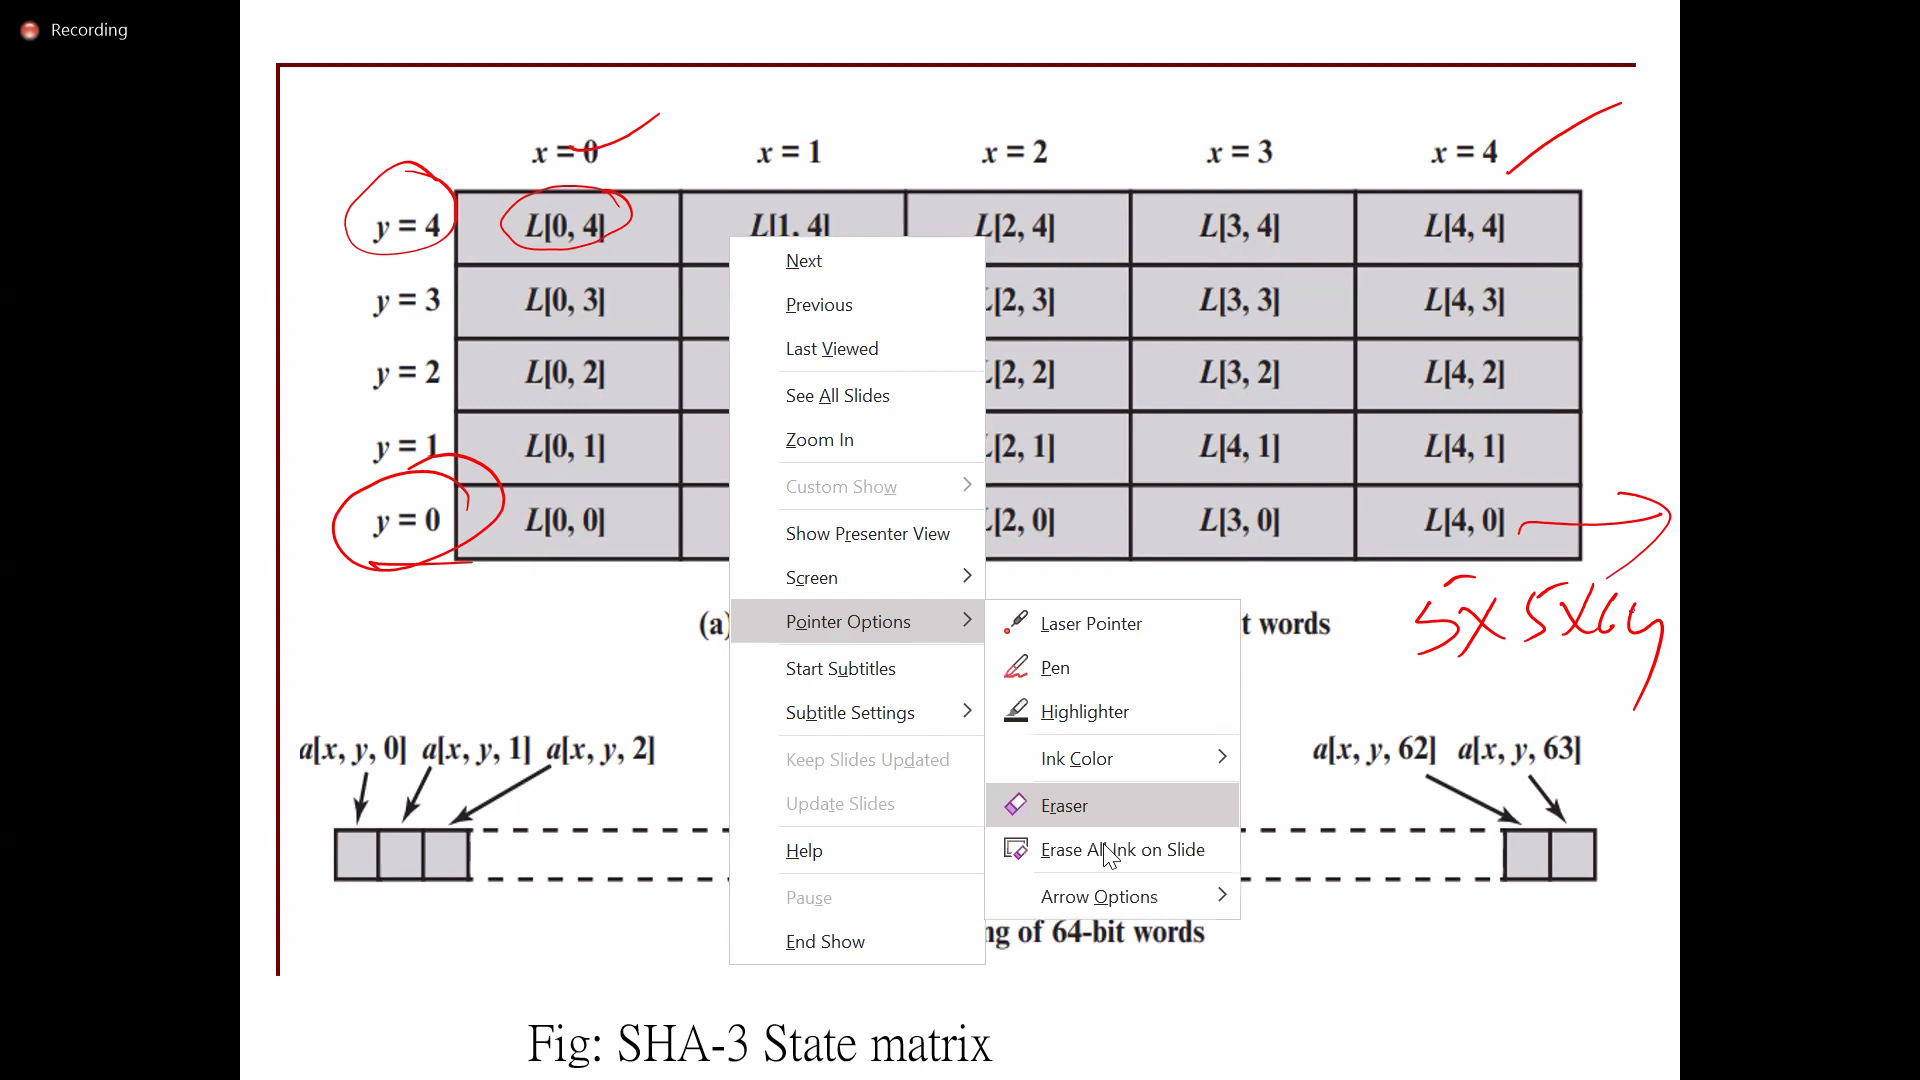 Recording
x = 0 x = 1 x = 2 x = 3 x = 4
y = 4 L[0, 4] L[1, 4] L[2, 4] L[3, 4] L[4, 4]
y = 3 L[0, 3] L[2, 3] L[3, 3] L[4, 3]
y = 2 L[0, 2] L[2, 2] L[3, 2] L[4, 2]
y = 1 L[0, 1] L[2, 1] L[4, 1] L[4, 1]
y = 0 L[0, 0] L[2, 0] L[3, 0] L[4, 0]
5x5x64
(a) t words
Next
Previous
Last Viewed
See All Slides
Zoom In
Custom Show
Show Presenter View
Screen
Pointer Options
Start Subtitles
Subtitle Settings
Keep Slides Updated
Update Slides
Help
Pause
End Show
Laser Pointer
Pen
Highlighter
Ink Color
Eraser
Erase All Ink on Slide
Arrow Options
a[x, y, 0] a[x, y, 1] a[x, y, 2] a[x, y, 62] a[x, y, 63]
ng of 64-bit words
Fig: SHA-3 State matrix